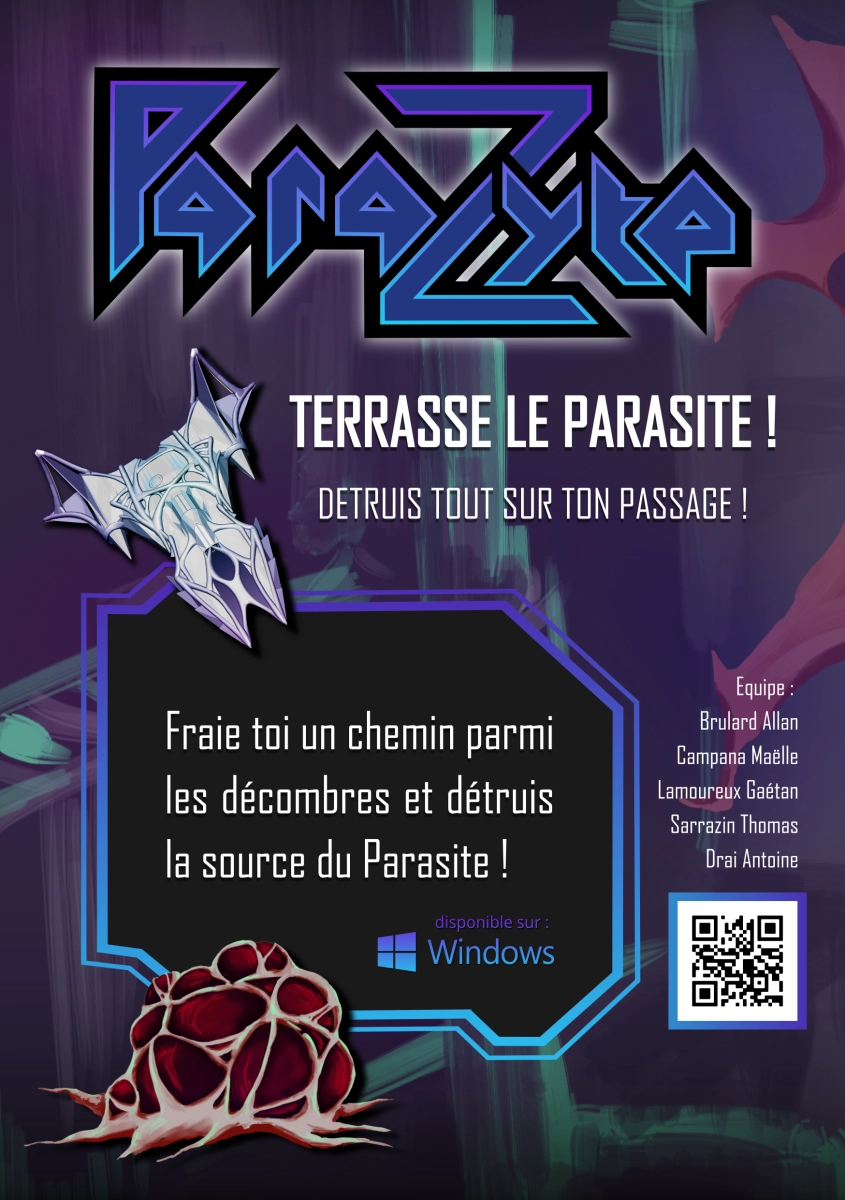 ParaZyte
TERRASSE LE PARASITE !
DETRUIS TOUT SUR TON PASSAGE !
Fraie toi un chemin parmi
les décombres et détruis
la source du Parasite !
disponible sur :
Windows
Equipe :
Brulard Allan
Campana Maëlle
Lamoureux Gaétan
Sarrazin Thomas
Drai Antoine